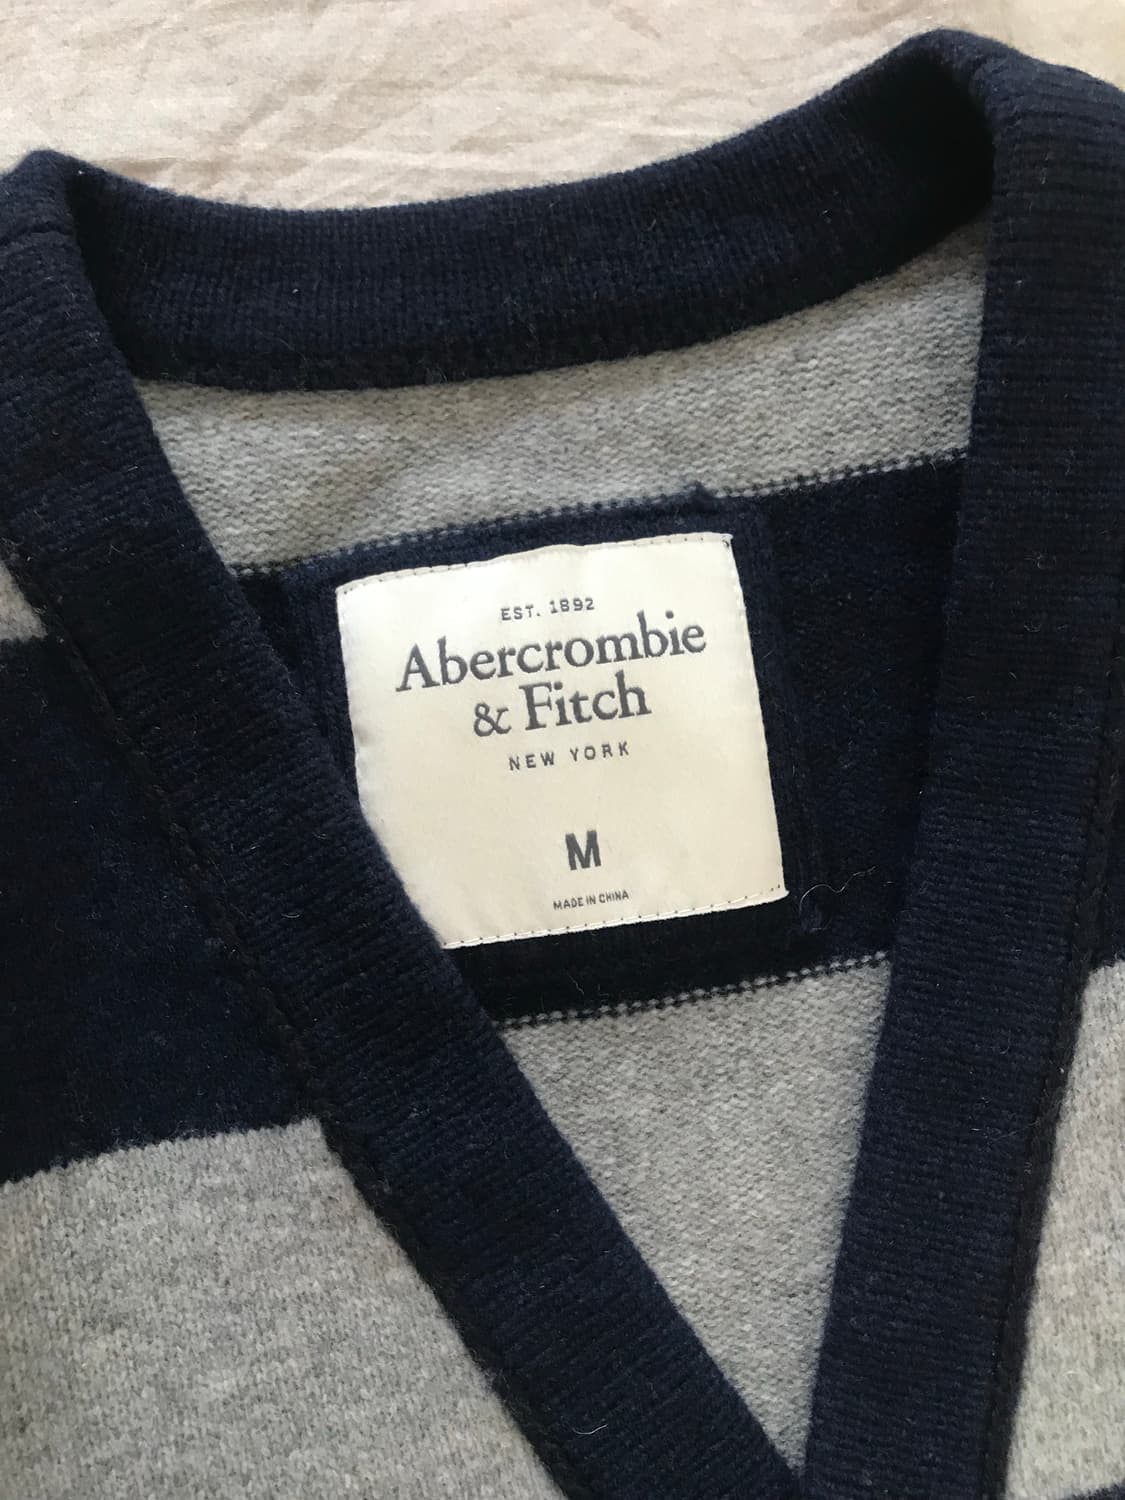 EST. 1892
Abercrombie
& Fitch
NEW YORK
M
MADE IN CHINA